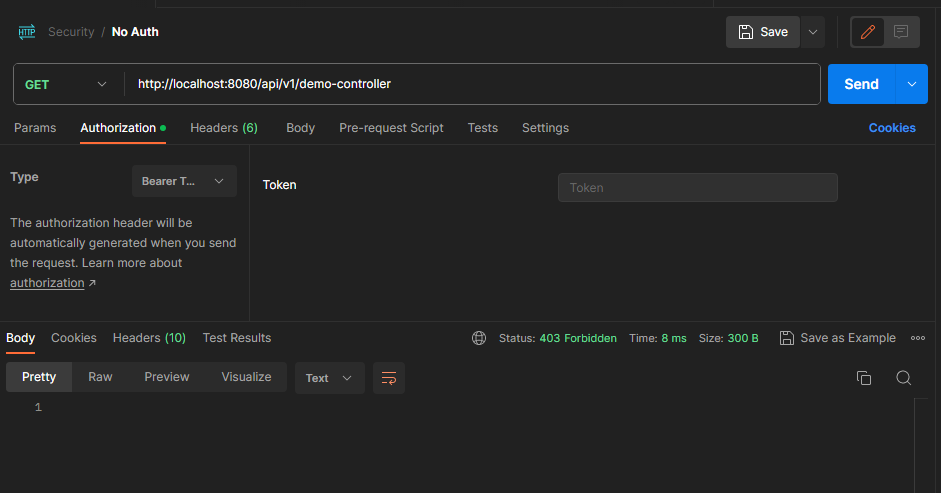 HTTP Security / No Auth Save
GET http://localhost:8080/api/v1/demo-controller Send
Params Authorization Headers (6) Body Pre-request Script Tests Settings Cookies
Type Bearer T... Token Token
The authorization header will be
automatically generated when you send
the request. Learn more about
authorization ↗
Body Cookies Headers (10) Test Results Status: 403 Forbidden Time: 8 ms Size: 300 B Save as Example
Pretty Raw Preview Visualize Text
1